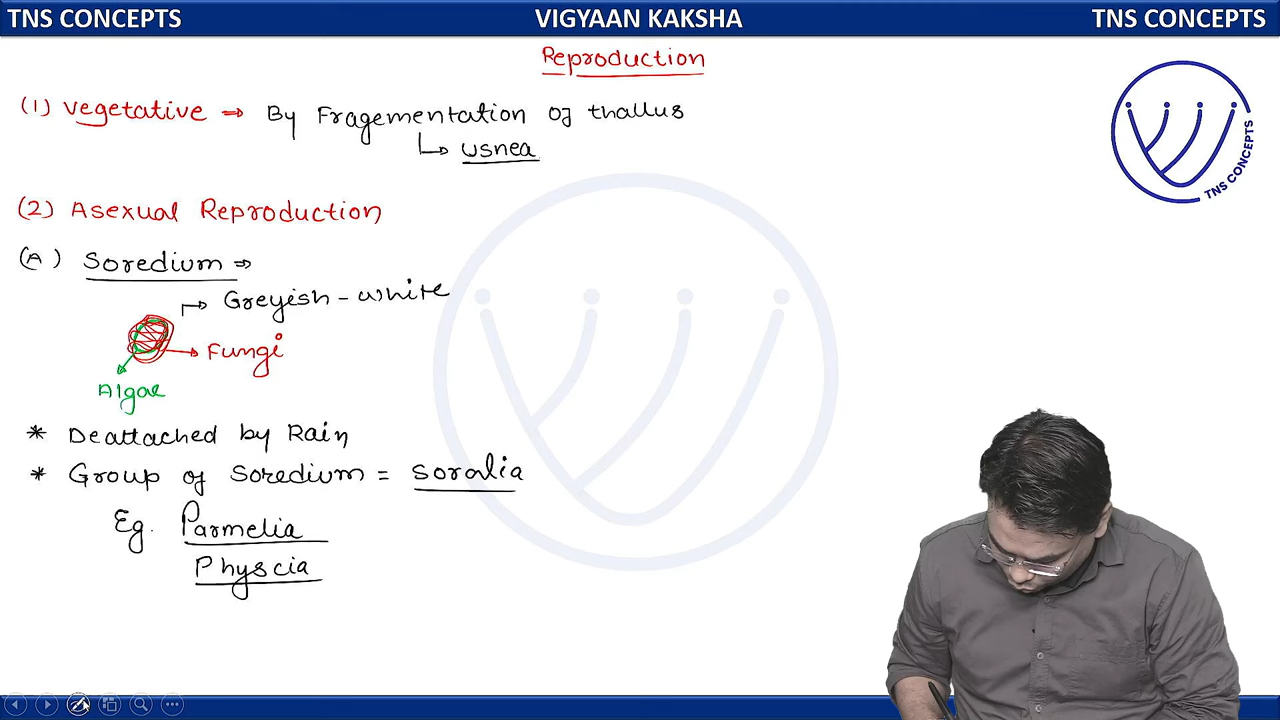 TNS CONCEPTS VIGYAAN KAKSHA TNS CONCEPTS
Reproduction
(1) Vegetative ⇒ By Fragementation of thallus
↳ usnea
TNS CONCEPTS
(2) Asexual Reproduction
(A) Soredium ⇒
→ Greyish - white
→ Fungi
Algae
* Deattached by Rain
* Group of Soredium = soralia
Eg. Parmelia
Physcia